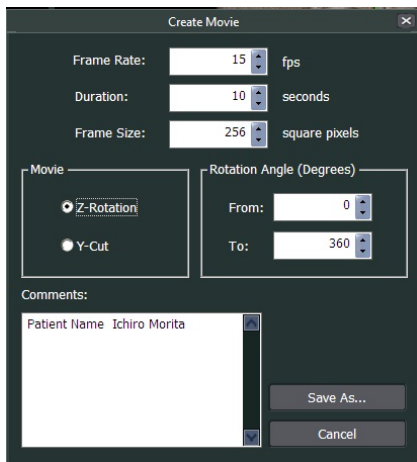 Create Movie
Frame Rate: 15 fps
Duration: 10 seconds
Frame Size: 256 square pixels
Movie
Z-Rotation
Y-Cut
Rotation Angle (Degrees)
From: 0
To: 360
Comments:
Patient Name Ichiro Morita
Save As...
Cancel